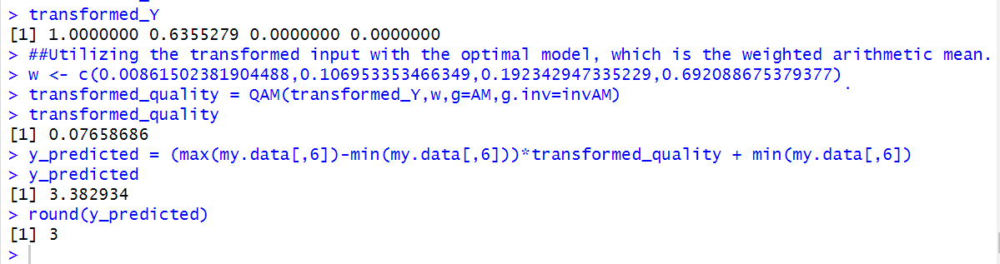 > transformed_Y
[1] 1.0000000 0.6355279 0.0000000 0.0000000
> ##Utilizing the transformed input with the optimal model, which is the weighted arithmetic mean.
> w <- c(0.00861502381904488,0.106953353466349,0.192342947335229,0.692088675379377)
> transformed_quality = QAM(transformed_Y,w,g=AM,g.inv=invAM)
> transformed_quality
[1] 0.07658686
> y_predicted = (max(my.data[,6])-min(my.data[,6]))*transformed_quality + min(my.data[,6])
> y_predicted
[1] 3.382934
> round(y_predicted)
[1] 3
>